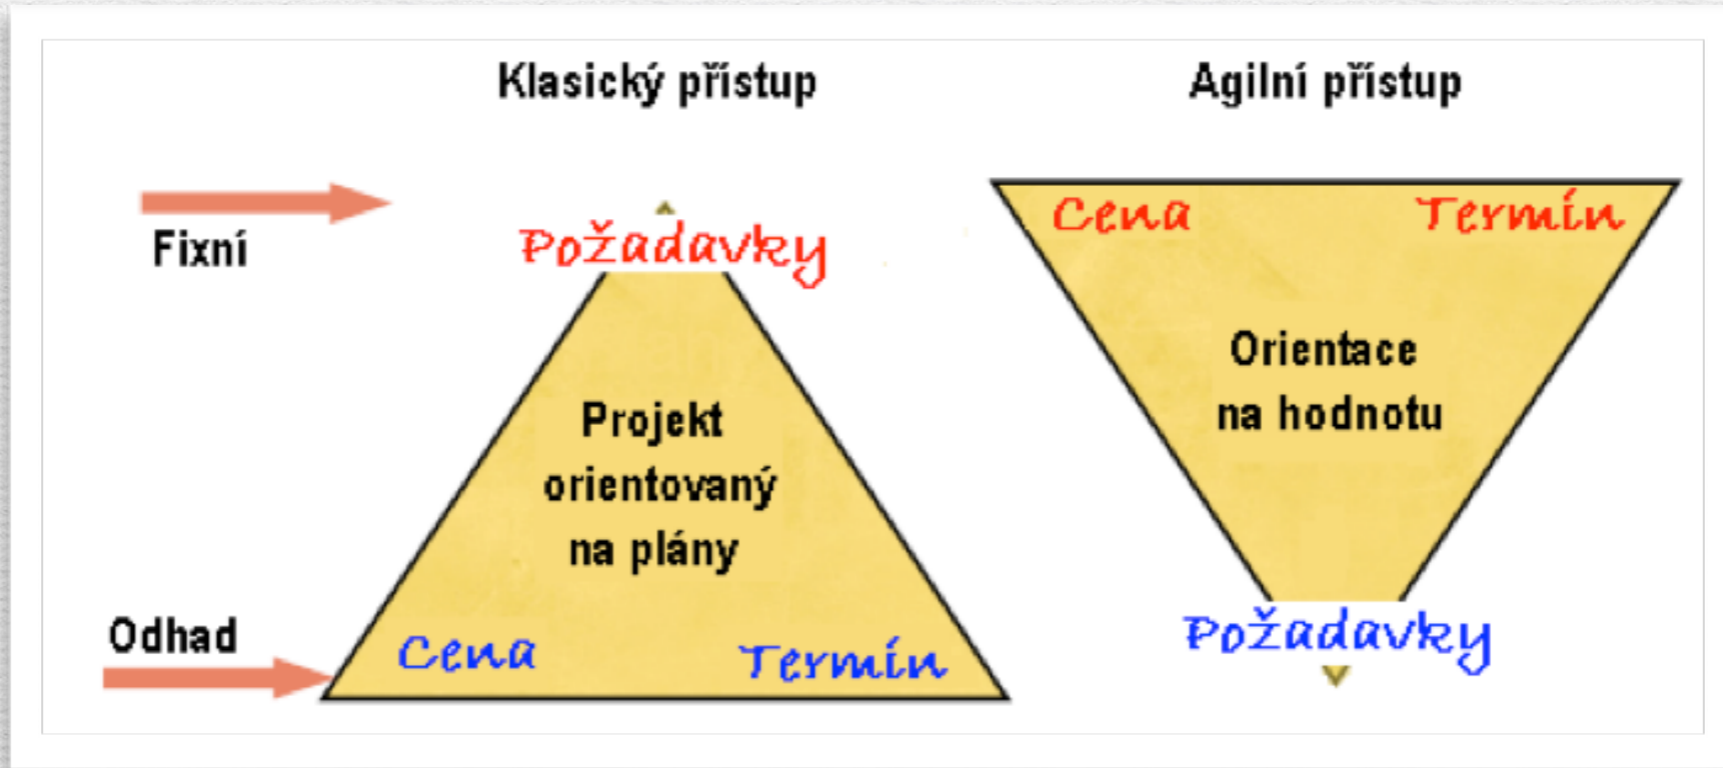 Klasický přístup
Agilní přístup
Fixní
Požadavky
Cena
Termín
Orientace
na hodnotu
Projekt
orientovaný
na plány
Odhad
Cena
Termín
Požadavky